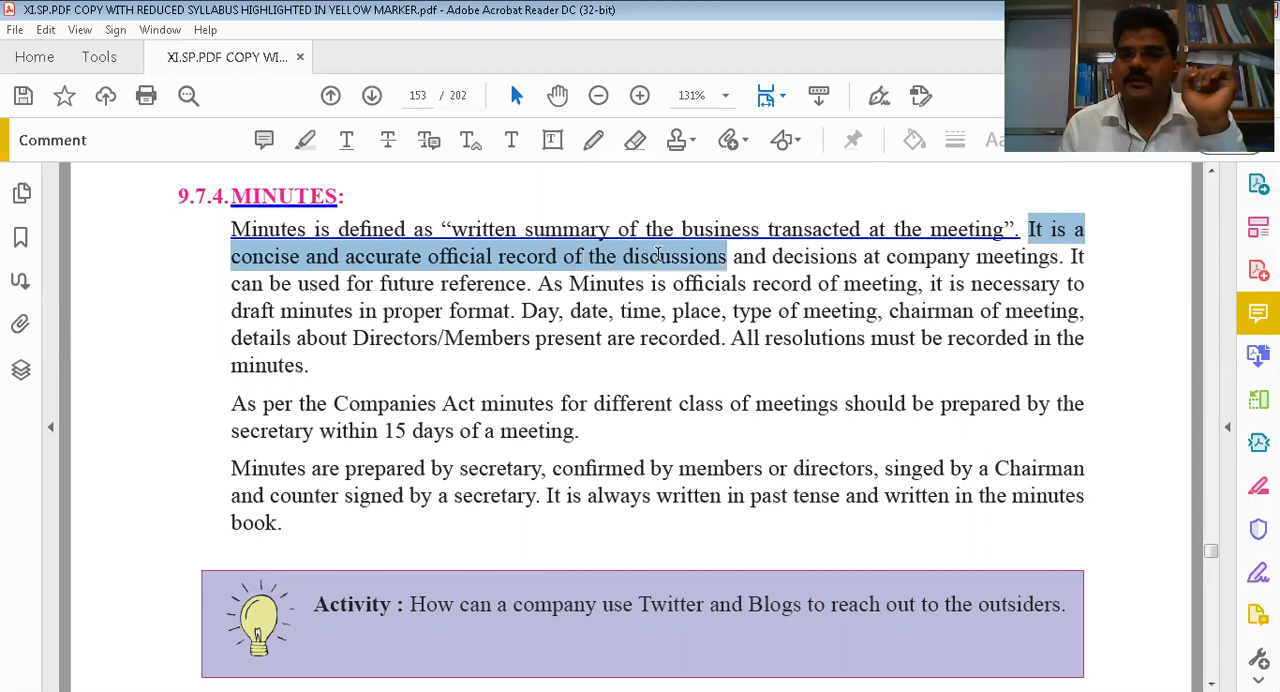 XI.SP.PDF COPY WITH REDUCED SYLLABUS HIGHLIGHTED IN YELLOW MARKER.pdf - Adobe Acrobat Reader DC (32-bit)
File Edit View Sign Window Help
Home Tools XI.SP.PDF COPY WI... ×
153 / 202 131%
Comment
9.7.4. MINUTES:
Minutes is defined as “written summary of the business transacted at the meeting”. It is a
concise and accurate official record of the discussions and decisions at company meetings. It
can be used for future reference. As Minutes is officials record of meeting, it is necessary to
draft minutes in proper format. Day, date, time, place, type of meeting, chairman of meeting,
details about Directors/Members present are recorded. All resolutions must be recorded in the
minutes.
As per the Companies Act minutes for different class of meetings should be prepared by the
secretary within 15 days of a meeting.
Minutes are prepared by secretary, confirmed by members or directors, singed by a Chairman
and counter signed by a secretary. It is always written in past tense and written in the minutes
book.
Activity : How can a company use Twitter and Blogs to reach out to the outsiders.